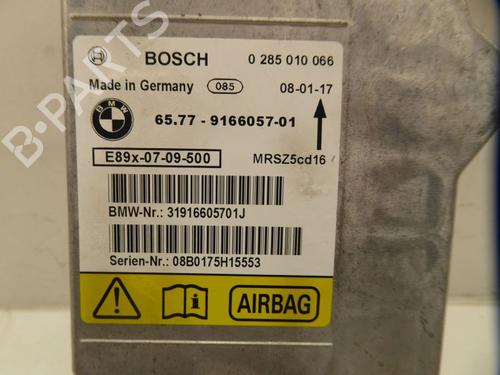 BOSCH 0 285 010 066
Made in Germany 085 08-01-17
BMW 65.77 - 9166057-01
E89x-07-09-500 MRSZ5cd16
BMW-Nr.: 31916605701J
Serien-Nr.: 08B0175H15553
AIRBAG
B-PARTS